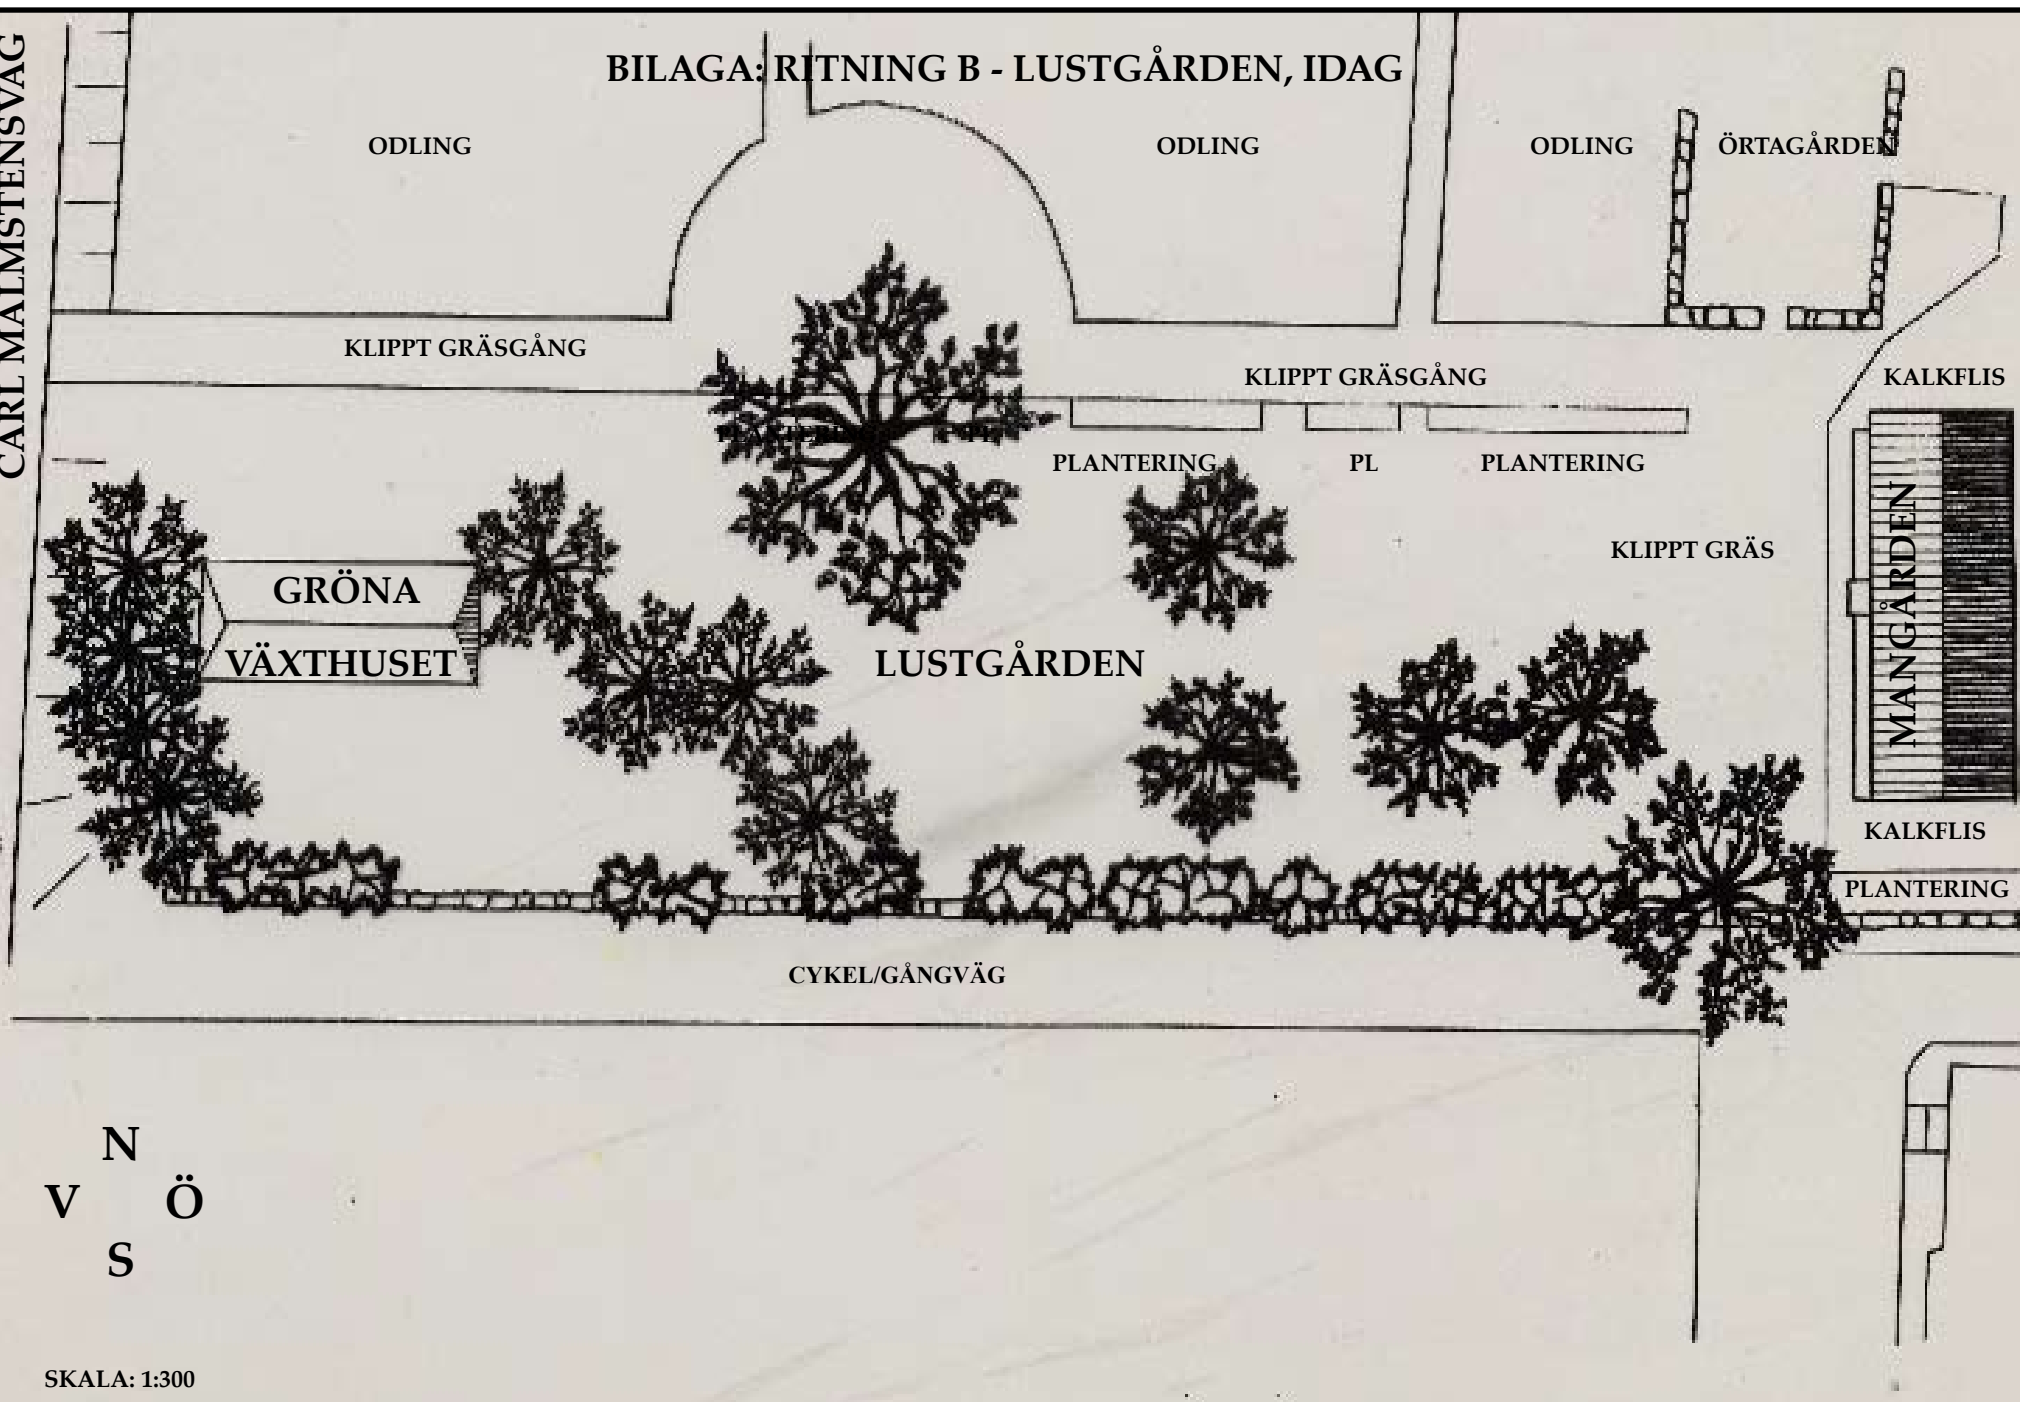 BILAGA: RITNING B - LUSTGÅRDEN, IDAG
CARL MALMSTENSVÄG
ODLING
ODLING
ODLING
ÖRTAGÅRDEN
KLIPPT GRÄSGÅNG
KLIPPT GRÄSGÅNG
KALKFLIS
PLANTERING
PL
PLANTERING
KLIPPT GRÄS
MANGÅRDEN
GRÖNA
VÄXTHUSET
LUSTGÅRDEN
KALKFLIS
PLANTERING
CYKEL/GÅNGVÄG
N
V Ö
S
SKALA: 1:300